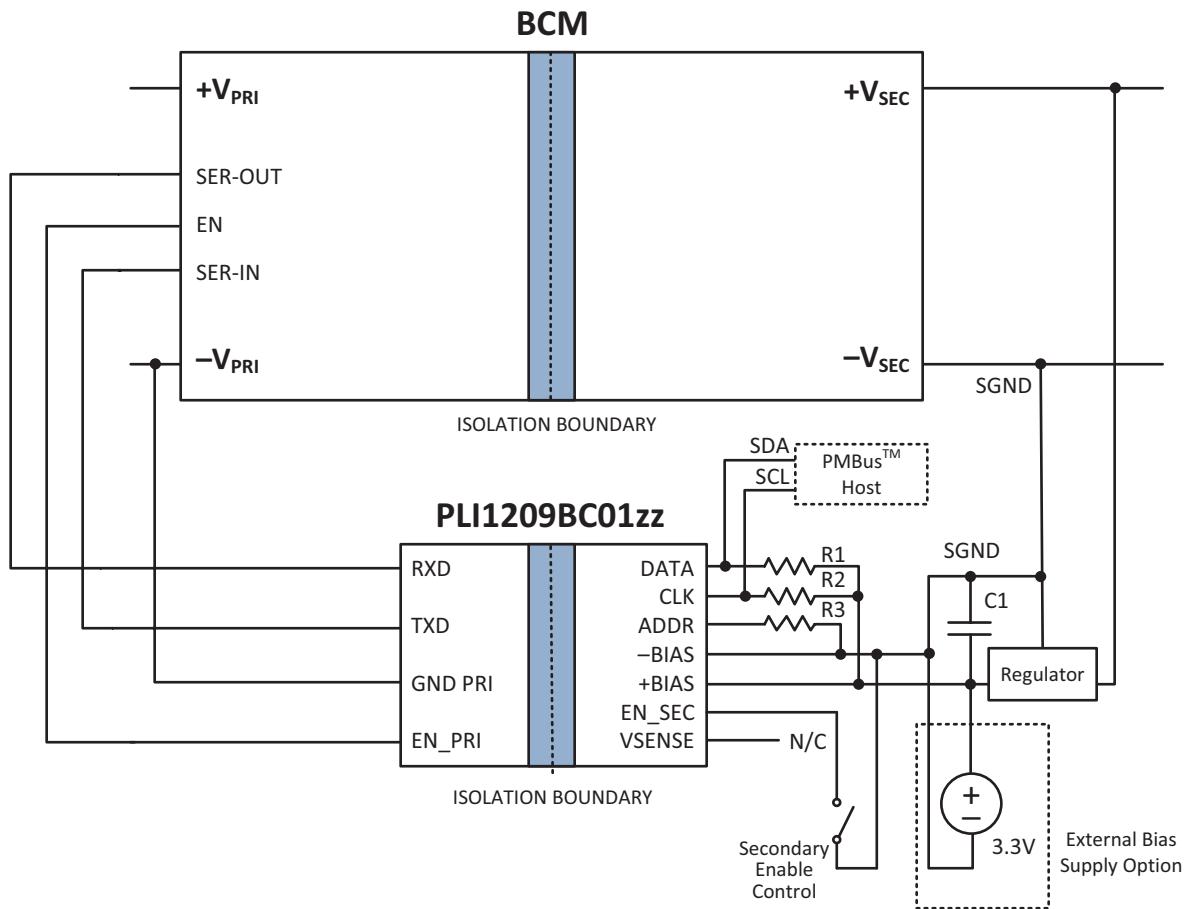 BCM
+VPRI
+VSEC
SER-OUT
EN
SER-IN
–VPRI
–VSEC
SGND
ISOLATION BOUNDARY
SDA
SCL
PMBus™
Host
PLI1209BC01zz
RXD
TXD
GND PRI
EN_PRI
DATA
CLK
ADDR
–BIAS
+BIAS
EN_SEC
VSENSE
R1
R2
R3
SGND
C1
Regulator
N/C
ISOLATION BOUNDARY
Secondary
Enable
Control
+
–
3.3V
External Bias
Supply Option